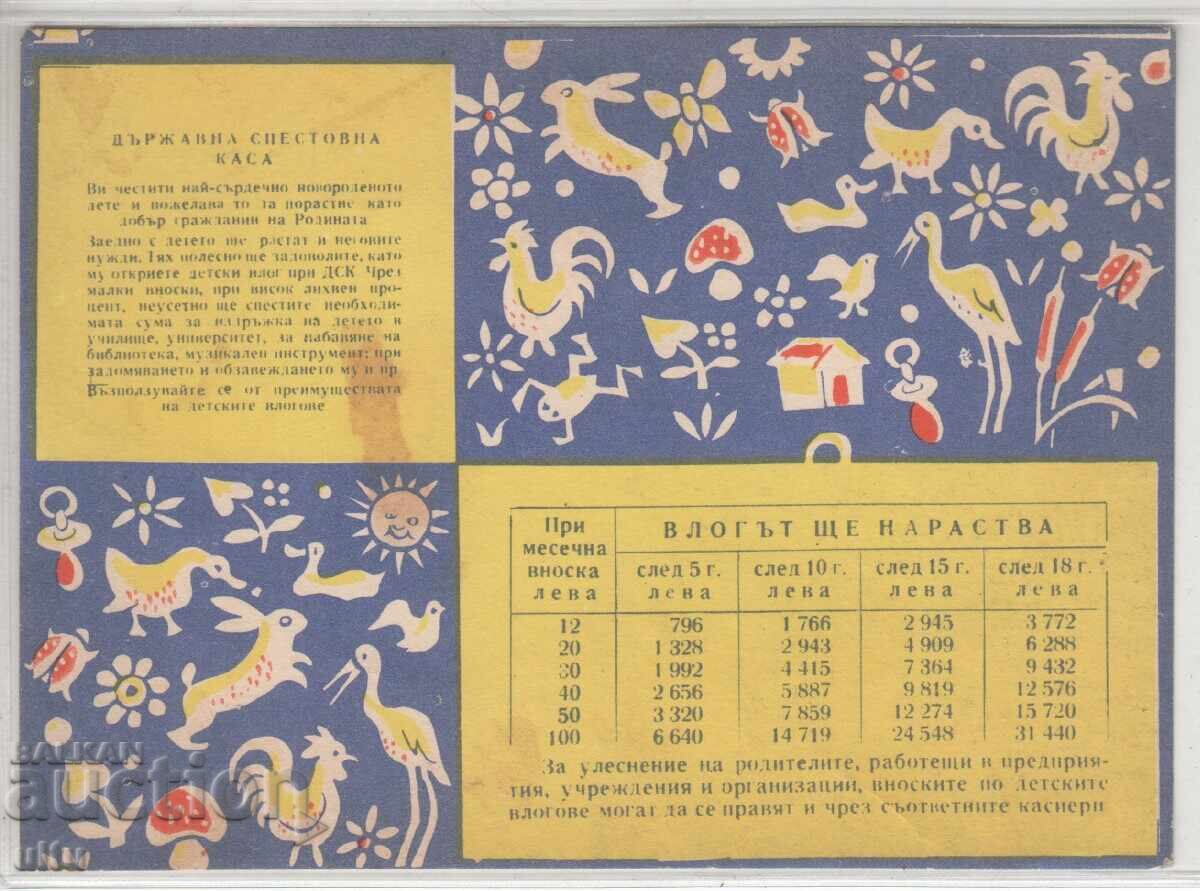 ДЪРЖАВНА СПЕСТОВНА
КАСА
Ви честити най-сърдечно новороденото
дете и пожелава то да порастне като
добър гражданин на Родината
Заедно с детето ще растат и неговите
нужди. Тях полесно ще задоволите, като
му откриете детски влог при ДСК Чрез
малки вноски, при висок лихвен про-
цент, неусетно ще спестите необходи-
мата сума за издръжка на детето в
училище, университет, за набавяне на
библиотека, музикален инструмент; при
задомяването и обзавеждането му и пр
Възползувайте се от преимуществата
на детските влогове
При месечна вноска лева ВЛОГЪТ ЩЕ НАРАСТВА
след 5 г. лева след 10 г. лева след 15 г. лева след 18 г. лева
12 796 1 766 2 945 3 772
20 1 328 2 943 4 909 6 288
30 1 992 4 415 7 364 9 432
40 2 656 5 887 9 819 12 576
50 3 320 7 859 12 274 15 720
100 6 640 14 719 24 548 31 440
За улеснение на родителите, работещи в предприя-
тия, учреждения и организации, вноските по детските
влогове могат да се правят и чрез съответните касиери
BALKAN
auction